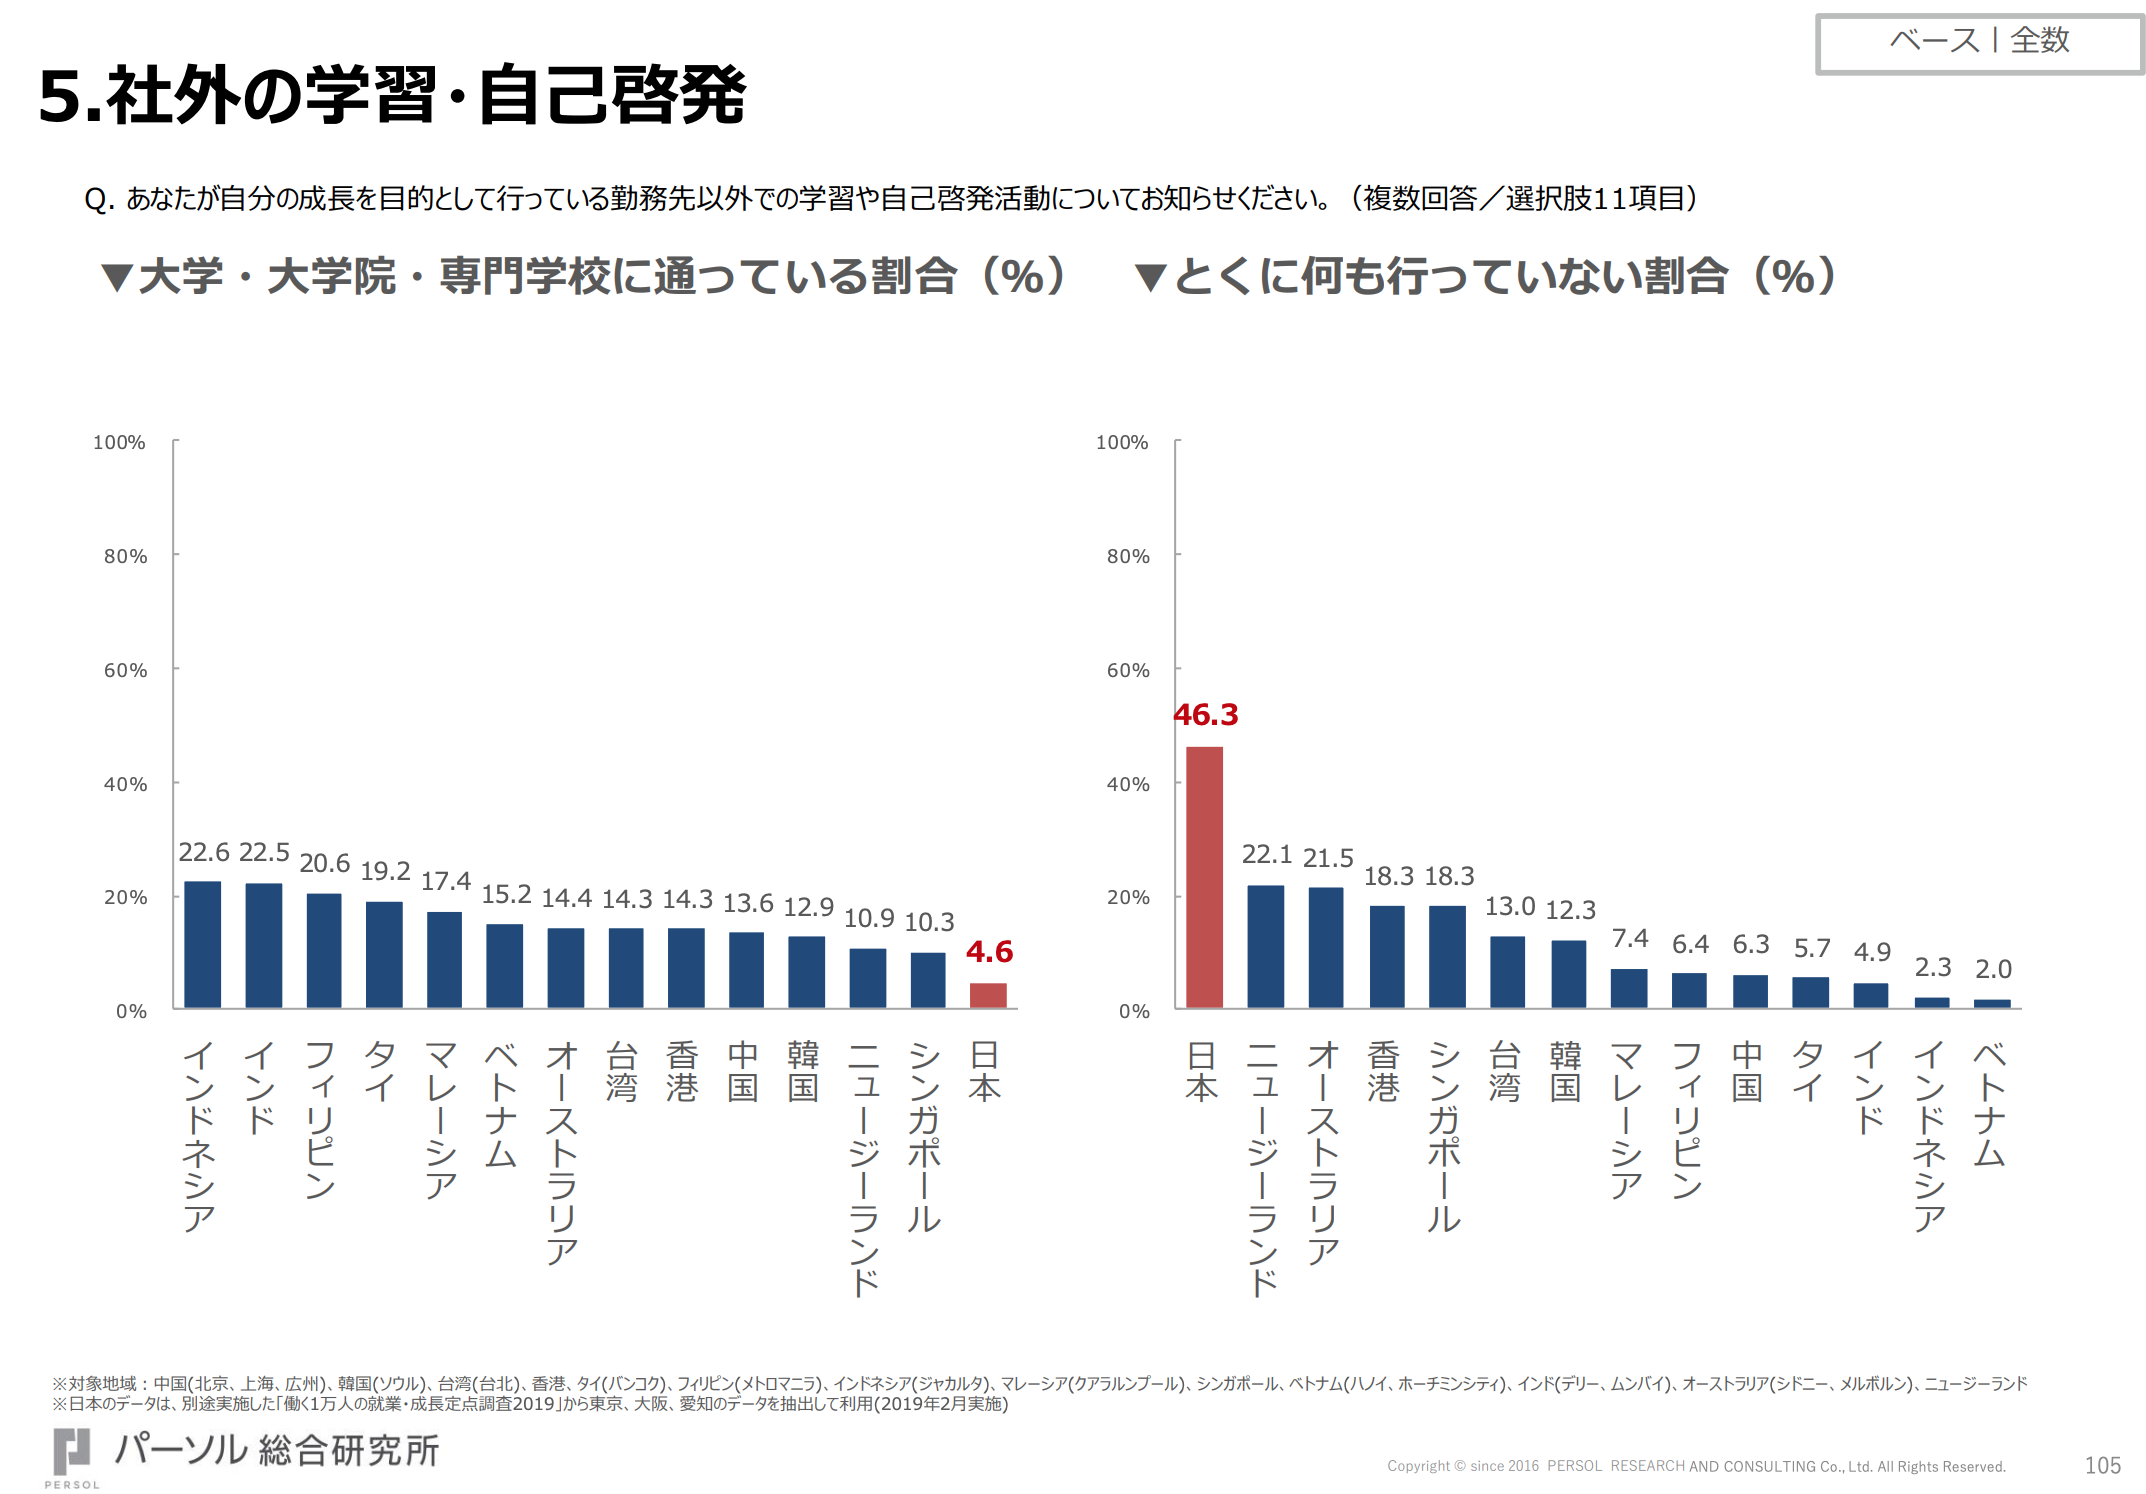 ベース｜全数
5.社外の学習・自己啓発
Q. あなたが自分の成長を目的として行っている勤務先以外での学習や自己啓発活動についてお知らせください。（複数回答／選択肢11項目）
▼大学・大学院・専門学校に通っている割合（%）
100%
80%
60%
40%
20%
0%
22.6 22.5 20.6 19.2 17.4 15.2 14.4 14.3 14.3 13.6 12.9 10.9 10.3 4.6
インドネシア
インド
フィリピン
タイ
マレーシア
ベトナム
オーストラリア
台湾
香港
中国
韓国
ニュージーランド
シンガポール
日本
▼とくに何も行っていない割合（%）
100%
80%
60%
40%
20%
0%
46.3 22.1 21.5 18.3 18.3 13.0 12.3 7.4 6.4 6.3 5.7 4.9 2.3 2.0
日本
ニュージーランド
オーストラリア
香港
シンガポール
台湾
韓国
マレーシア
フィリピン
中国
タイ
インド
インドネシア
ベトナム
※対象地域：中国(北京、上海、広州)、韓国(ソウル)、台湾(台北)、香港、タイ(バンコク)、フィリピン(メトロマニラ)、インドネシア(ジャカルタ)、マレーシア(クアラルンプール)、シンガポール、ベトナム(ハノイ、ホーチミンシティ)、インド(デリー、ムンバイ)、オーストラリア(シドニー、メルボルン)、ニュージーランド
※日本のデータは、別途実施した「働く1万人の就業・成長定点調査2019」から東京、大阪、愛知のデータを抽出して利用(2019年2月実施)
パーソル 総合研究所
PERSOL
Copyright © since 2016 PERSOL RESEARCH AND CONSULTING Co., Ltd. All Rights Reserved.
105